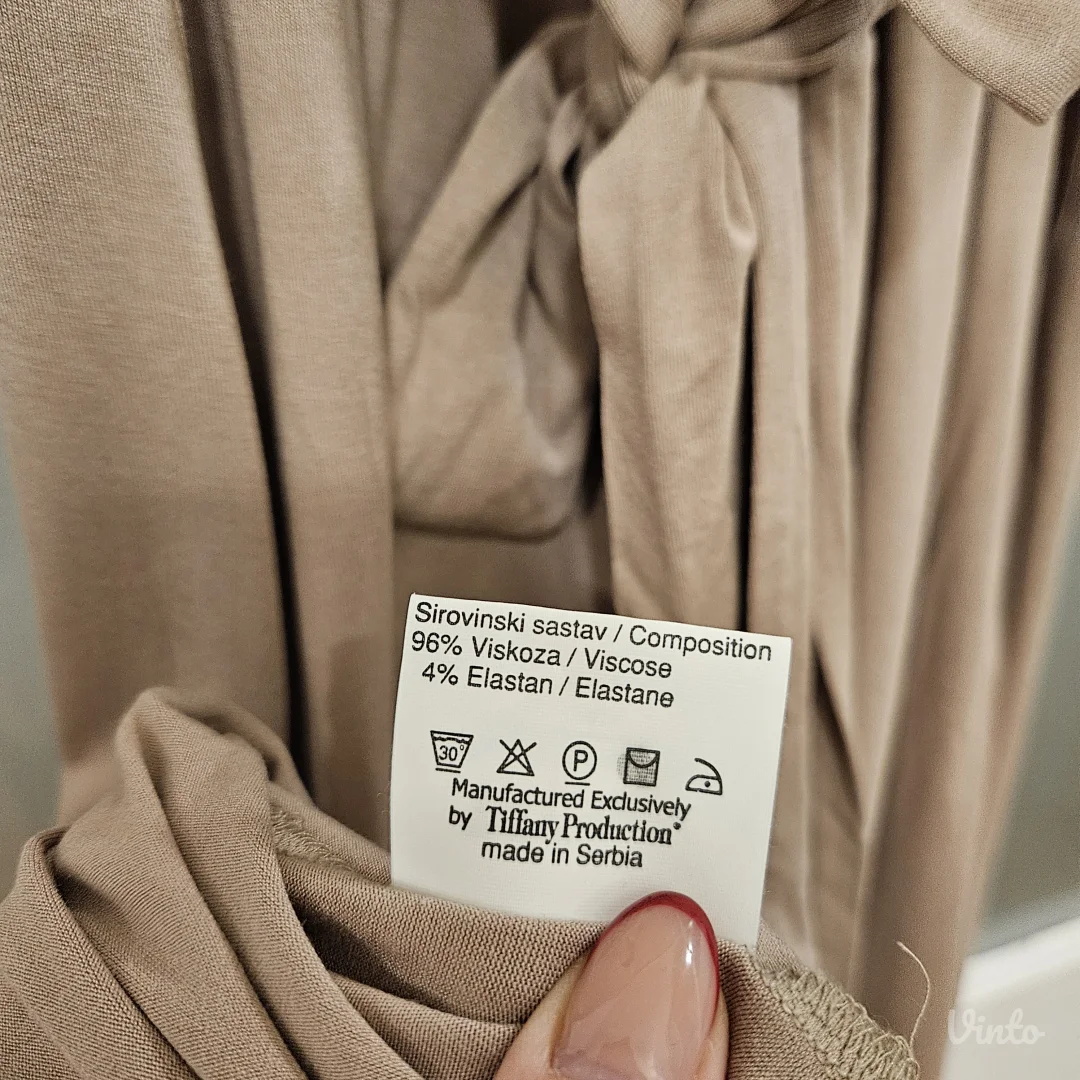 Sirovinski sastav / Composition
96% Viskoza / Viscose
4% Elastan / Elastane
30°
P
Manufactured Exclusively
by Tiffany Production®
made in Serbia
Vinto